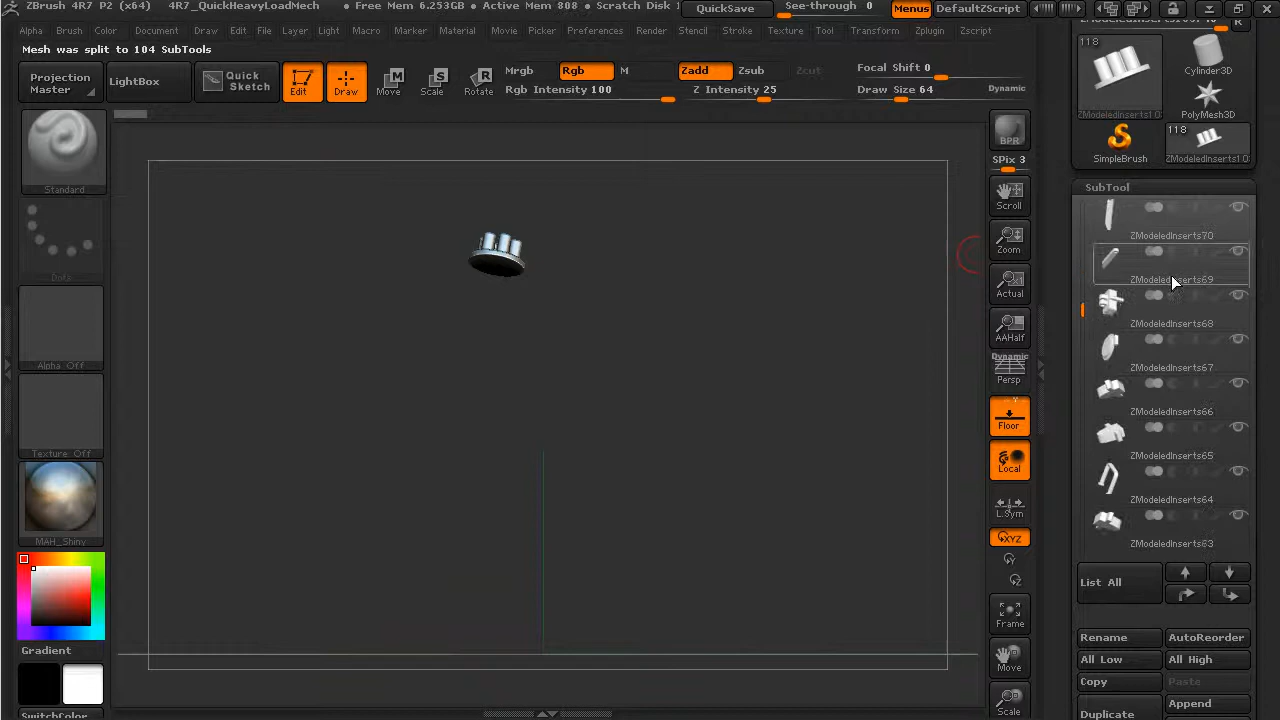 ZBrush 4R7 P2 (x64) 4R7_QuickHeavyLoadMech • Free Mem 6.253GB • Active Mem 808 • Scratch Disk QuickSave See-through 0 Menus DefaultZScript
Alpha Brush Color Document Draw Edit File Layer Light Macro Marker Material Movie Picker Preferences Render Stencil Stroke Texture Tool Transform Zplugin Zscript
Mesh was split to 104 SubTools
Projection Master
LightBox
Quick Sketch
Edit Draw Move Scale Rotate
Mrgb Rgb M
Rgb Intensity 100
Zadd Zsub Zcut
Z Intensity 25
Focal Shift 0
Draw Size 64 Dynamic
Standard
Dots
Alpha Off
Texture Off
MAH_Shiny
Gradient
SwitchColor
BPR
SPix 3
Scroll
Zoom
Actual
AAHalf
Dynamic
Persp
Floor
Local
L.Sym
XYZ
Y
Z
Frame
Move
Scale
R
118
Cylinder3D
PolyMesh3D
SimpleBrush
118
SubTool
ZModeledInserts70
ZModeledInserts69
ZModeledInserts68
ZModeledInserts67
ZModeledInserts66
ZModeledInserts65
ZModeledInserts64
ZModeledInserts63
List All
Rename AutoReorder
All Low All High
Copy Paste
Duplicate Append